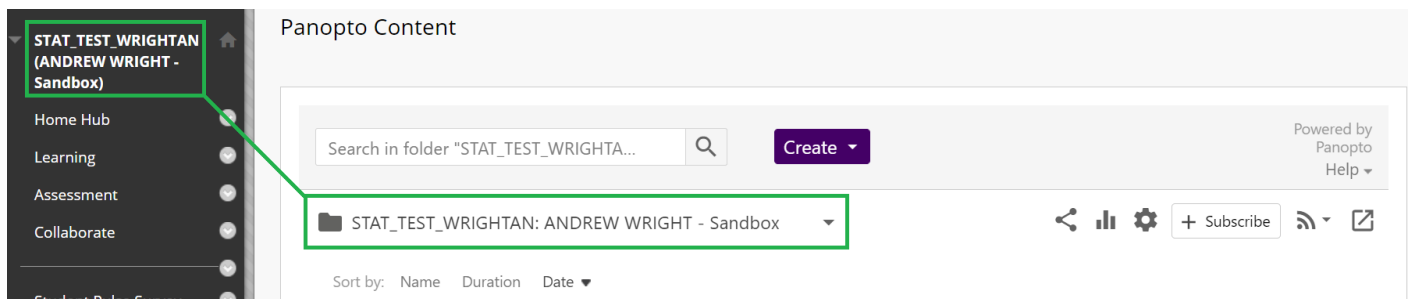 STAT_TEST_WRIGHTAN
(ANDREW WRIGHT -
Sandbox)
Home Hub
Learning
Assessment
Collaborate
Panopto Content
Search in folder "STAT_TEST_WRIGHTA...
Create
Powered by
Panopto
Help
STAT_TEST_WRIGHTAN: ANDREW WRIGHT - Sandbox
+ Subscribe
Sort by: Name Duration Date